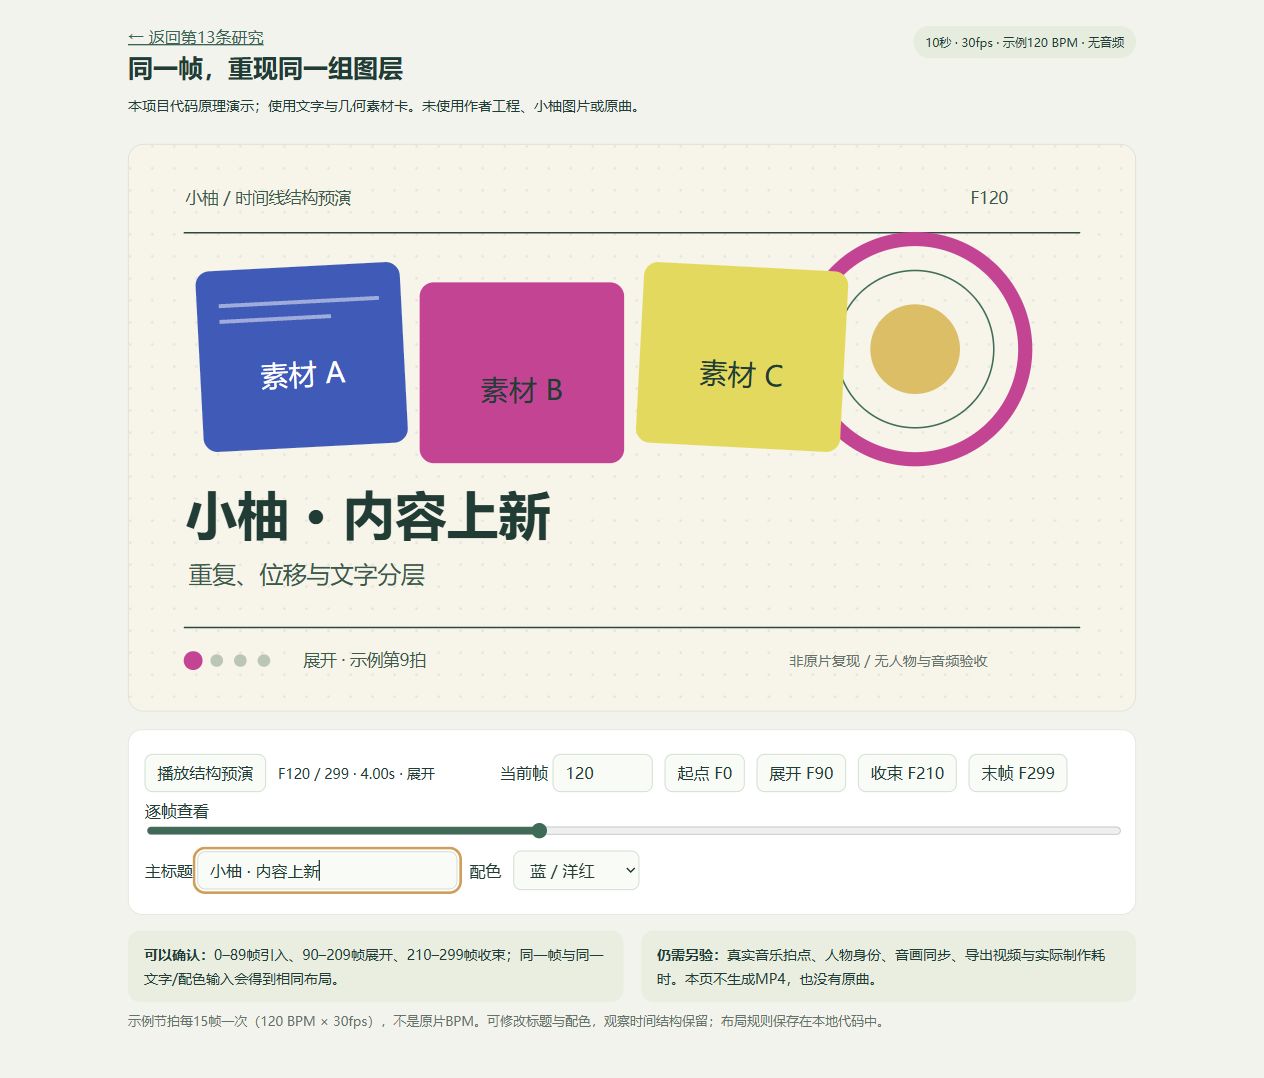 ← 返回第13条研究
10秒 · 30fps · 示例120 BPM · 无音频
同一帧，重现同一组图层
本项目代码原理演示；使用文字与几何素材卡。未使用作者工程、小柚图片或原曲。
小柚 / 时间线结构预演
F120
素材 A
素材 B
素材 C
小柚 · 内容上新
重复、位移与文字分层
展开 · 示例第9拍
非原片复现 / 无人物与音频验收
播放结构预演
F120 / 299 · 4.00s · 展开
当前帧
120
起点 F0
展开 F90
收束 F210
末帧 F299
逐帧查看
主标题
小柚 · 内容上新
配色
蓝 / 洋红
可以确认：0–89帧引入、90–209帧展开、210–299帧收束；同一帧与同一
文字/配色输入会得到相同布局。
仍需另验：真实音乐拍点、人物身份、音画同步、导出视频与实际制作耗
时。本页不生成MP4，也没有原曲。
示例节拍每15帧一次（120 BPM × 30fps），不是原片BPM。可修改标题与配色，观察时间结构保留；布局规则保存在本地代码中。